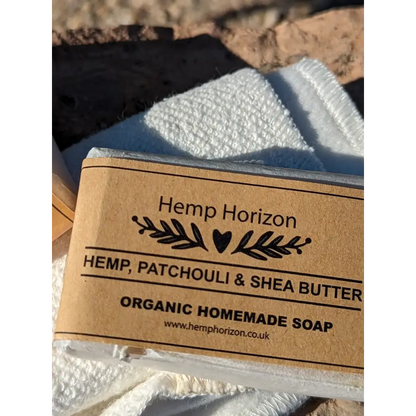 Hemp Horizon
HEMP, PATCHOULI & SHEA BUTTER
ORGANIC HOMEMADE SOAP
www.hemphorizon.co.uk